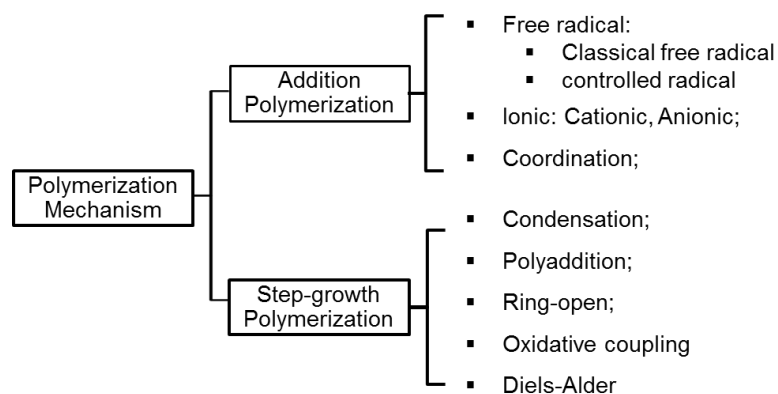 Free radical:
Classical free radical
controlled radical
Addition
Polymerization
Ionic: Cationic, Anionic;
Coordination;
Polymerization
Mechanism
Condensation;
Polyaddition;
Step-growth
Polymerization
Ring-open;
Oxidative coupling
Diels-Alder